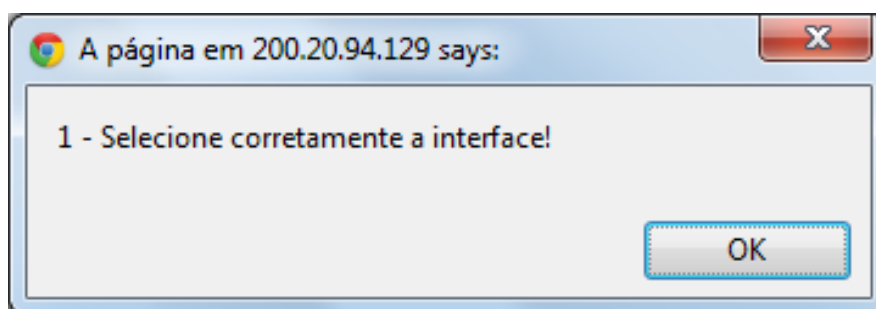 A página em 200.20.94.129 says:
1 - Selecione corretamente a interface!
OK